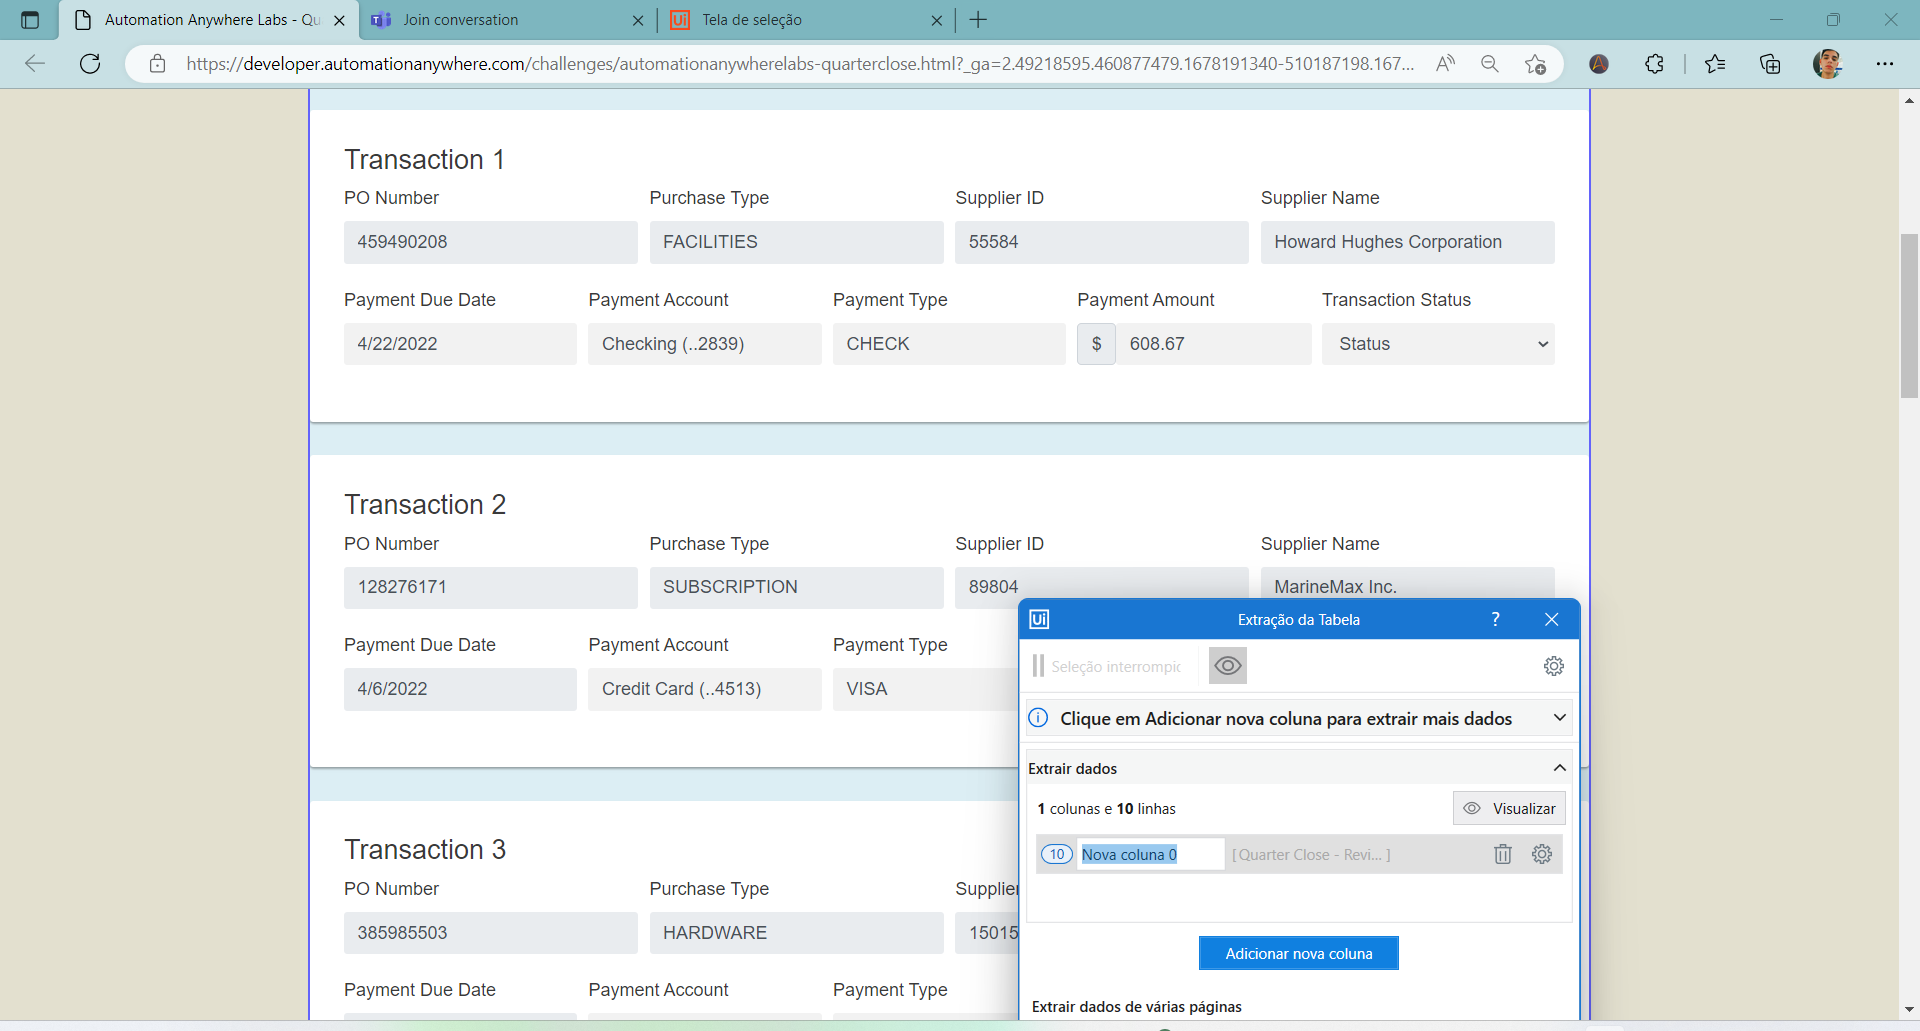 Automation Anywhere Labs - Qu
Join conversation
Ui Tela de seleção
https://developer.automationanywhere.com/challenges/automationanywherelabs-quarterclose.html?_ga=2.49218595.460877479.1678191340-510187198.167...
Transaction 1
PO Number Purchase Type Supplier ID Supplier Name
459490208 FACILITIES 55584 Howard Hughes Corporation
Payment Due Date Payment Account Payment Type Payment Amount Transaction Status
4/22/2022 Checking (..2839) CHECK $ 608.67 Status
Transaction 2
PO Number Purchase Type Supplier ID Supplier Name
128276171 SUBSCRIPTION 89804 MarineMax Inc.
Payment Due Date Payment Account Payment Type
4/6/2022 Credit Card (..4513) VISA
Transaction 3
PO Number Purchase Type Supplier
385985503 HARDWARE 15015
Payment Due Date Payment Account Payment Type
Ui Extração da Tabela ?
Seleção interrompic
Clique em Adicionar nova coluna para extrair mais dados
Extrair dados
1 colunas e 10 linhas Visualizar
10 Nova coluna 0 [ Quarter Close - Revi... ]
Adicionar nova coluna
Extrair dados de várias páginas